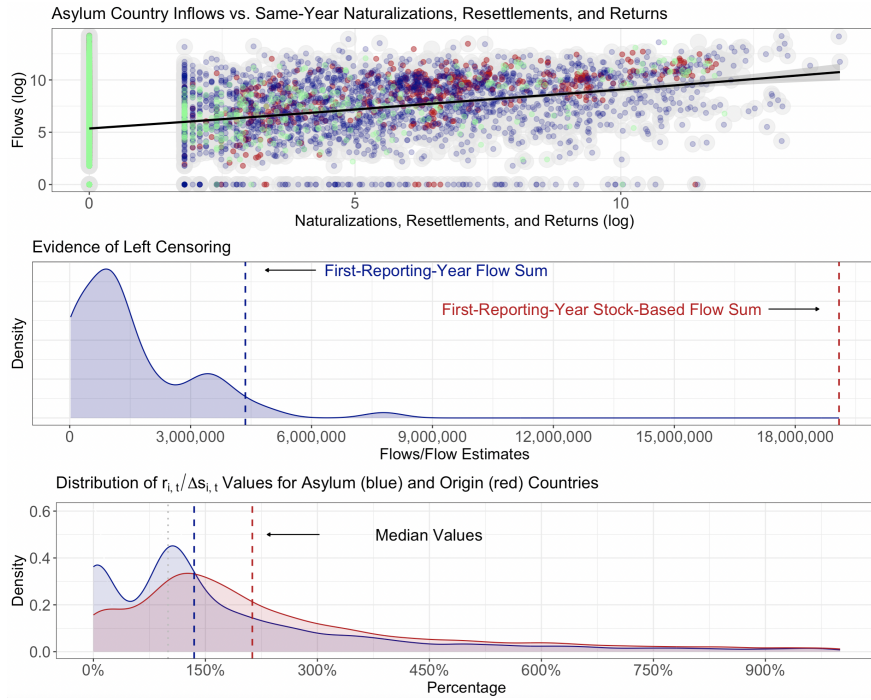 Asylum Country Inflows vs. Same-Year Naturalizations, Resettlements, and Returns
Flows (log)
10
5
0
0 5 10
Naturalizations, Resettlements, and Returns (log)
Evidence of Left Censoring
First-Reporting-Year Flow Sum
First-Reporting-Year Stock-Based Flow Sum
Density
0 3,000,000 6,000,000 9,000,000 12,000,000 15,000,000 18,000,000
Flows/Flow Estimates
Distribution of r_{i, t}/Δs_{i, t} Values for Asylum (blue) and Origin (red) Countries
Median Values
Density
0.6
0.4
0.2
0.0
0% 150% 300% 450% 600% 750% 900%
Percentage